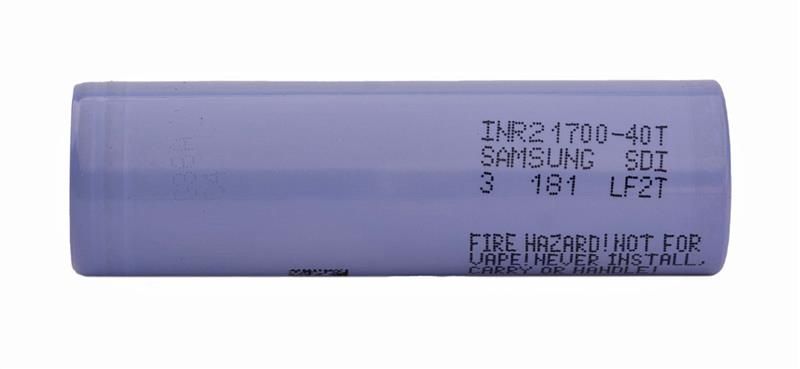 INR21700-40T
SAMSUNG SDI
3 181 LF2T
FIRE HAZARD!NOT FOR
VAPE!NEVER INSTALL,
CARRY OR HANDLE!